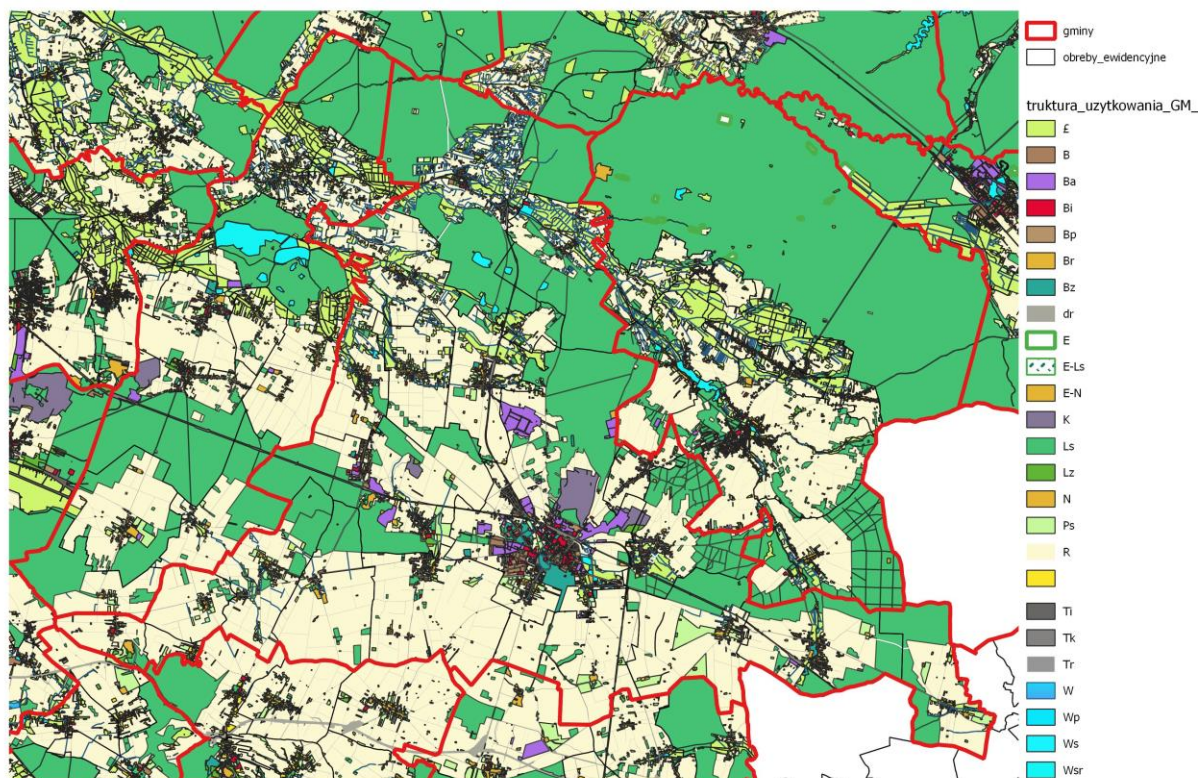 gminy
obreby_ewidencyjne
truktura_uzytkowania_GM_
£
B
Ba
Bi
Bp
Br
Bz
dr
E
E-Ls
E-N
K
Ls
Lz
N
Ps
R
Ti
Tk
Tr
W
Wp
Ws
Wsr